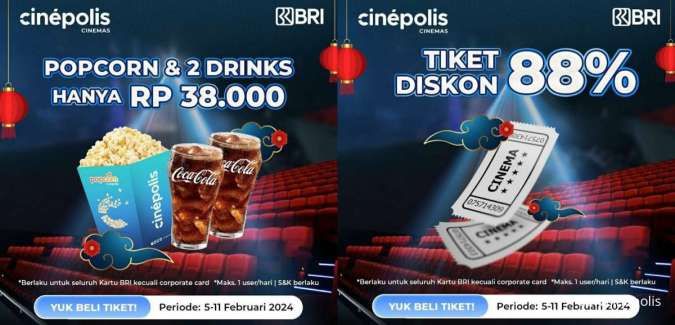 cinépolis
CINEMAS
BRI
POPCORN & 2 DRINKS
HANYA RP 38.000
popcorn
cinépolis
Coca-Cola
Coca-Cola
*Berlaku untuk seluruh Kartu BRI kecuali corporate card *Maks. 1 user/hari | S&K berlaku
YUK BELI TIKET! Periode: 5-11 Februari 2024
cinépolis
CINEMAS
BRI
TIKET
DISKON 88%
CINEMA
07571430
CINEMA
*Berlaku untuk seluruh Kartu BRI kecuali corporate card *Maks. 1 user/hari | S&K berlaku
YUK BELI TIKET! Periode: 5-11 Februari 2024